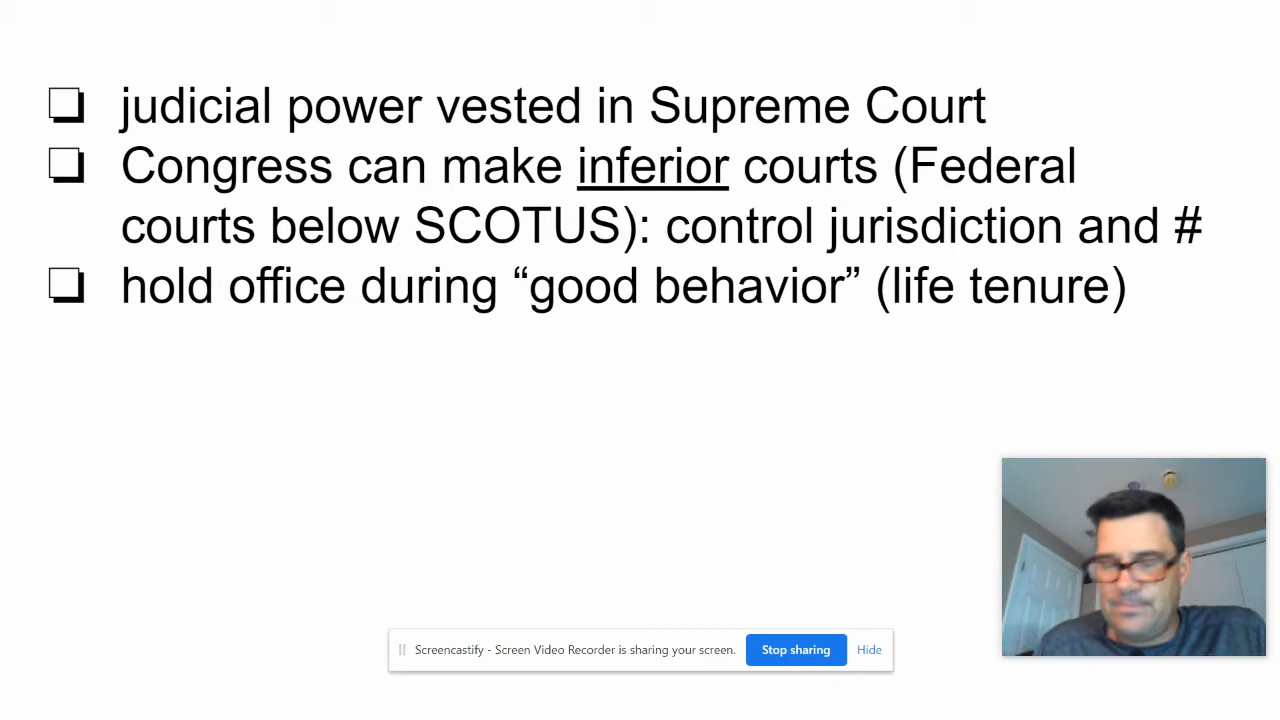 judicial power vested in Supreme Court
Congress can make inferior courts (Federal
courts below SCOTUS): control jurisdiction and #
hold office during “good behavior” (life tenure)
Screencastify - Screen Video Recorder is sharing your screen. Stop sharing Hide